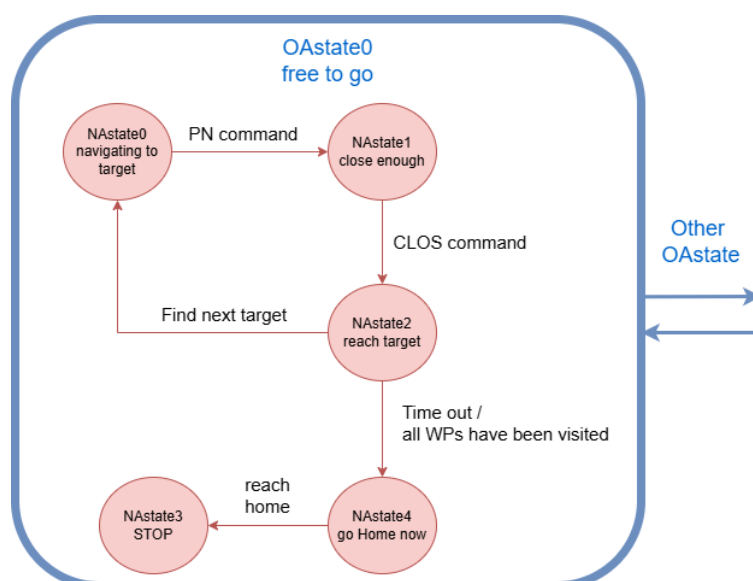 OAstate0
free to go
NAstate0
navigating to
target
PN command
NAstate1
close enough
CLOS command
Other
OAstate
Find next target
NAstate2
reach target
Time out /
all WPs have been visited
NAstate3
STOP
reach
home
NAstate4
go Home now